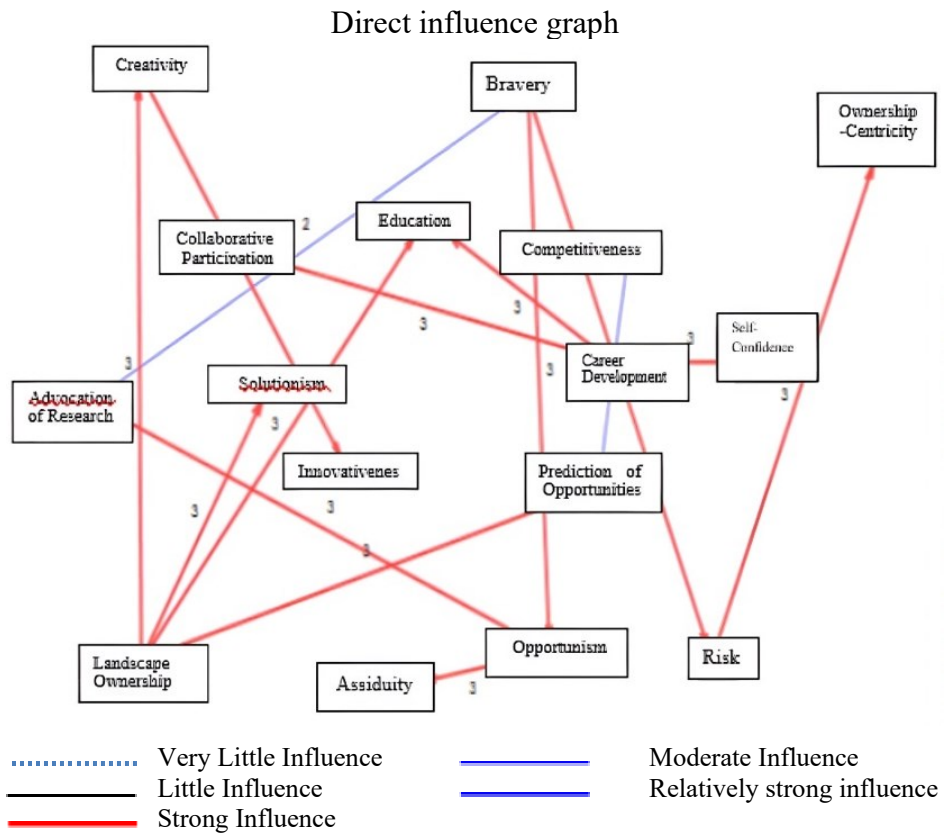 Direct influence graph
Creativity
Bravery
Ownership
-Centricity
Education
2
Collaborative
Participation
Competitiveness
3
3
Self-
Confidence
3
3
Career
Development
3
3
Solutionism
Advocation
of Research
3
Innovativenes
Prediction of
Opportunities
3
3
3
Opportunism
Risk
Landscape
Ownership
Assiduity
3
Very Little Influence
Moderate Influence
Little Influence
Relatively strong influence
Strong Influence